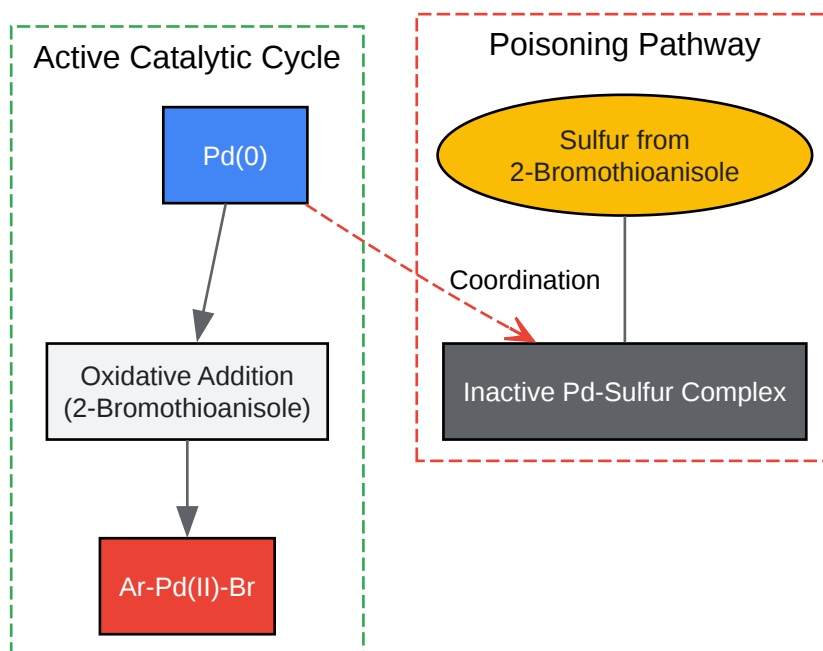 Active Catalytic Cycle
Pd(0)
Oxidative Addition
(2-Bromothioanisole)
Ar-Pd(II)-Br
Poisoning Pathway
Sulfur from
2-Bromothioanisole
Coordination
Inactive Pd-Sulfur Complex